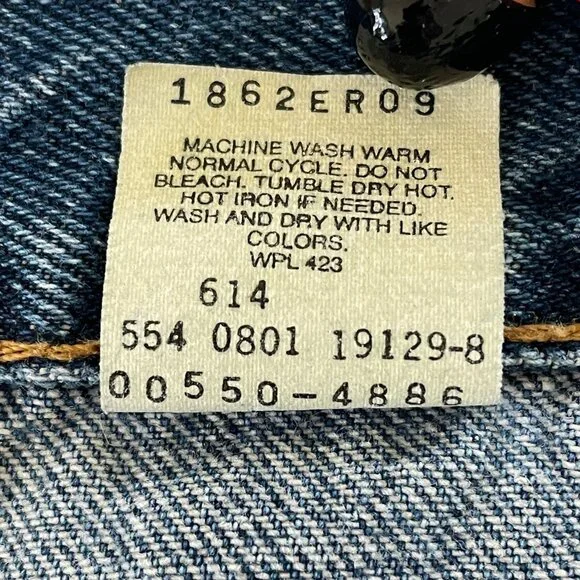 1862ER09
MACHINE WASH WARM
NORMAL CYCLE. DO NOT
BLEACH. TUMBLE DRY HOT.
HOT IRON IF NEEDED.
WASH AND DRY WITH LIKE
COLORS.
WPL 423
614
554 0801 19129-8
00550-4886